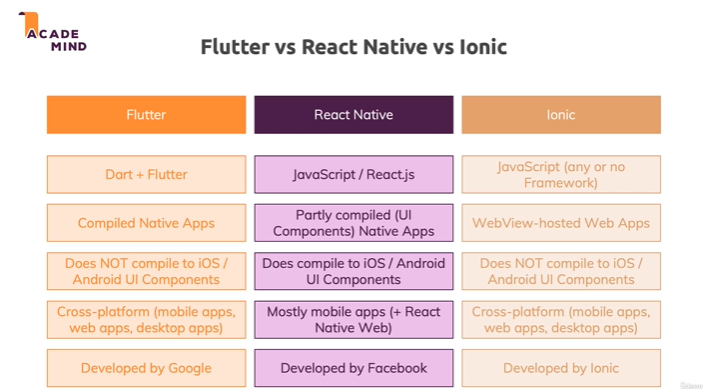 ACADE
MIND
Flutter vs React Native vs Ionic
Flutter
React Native
Ionic
Dart + Flutter
JavaScript / React.js
JavaScript (any or no
Framework)
Compiled Native Apps
Partly compiled (UI
Components) Native Apps
WebView-hosted Web Apps
Does NOT compile to iOS /
Android UI Components
Does compile to iOS / Android
UI Components
Does NOT compile to iOS /
Android UI Components
Cross-platform (mobile apps,
web apps, desktop apps)
Mostly mobile apps (+ React
Native Web)
Cross-platform (mobile apps,
web apps, desktop apps)
Developed by Google
Developed by Facebook
Developed by Ionic